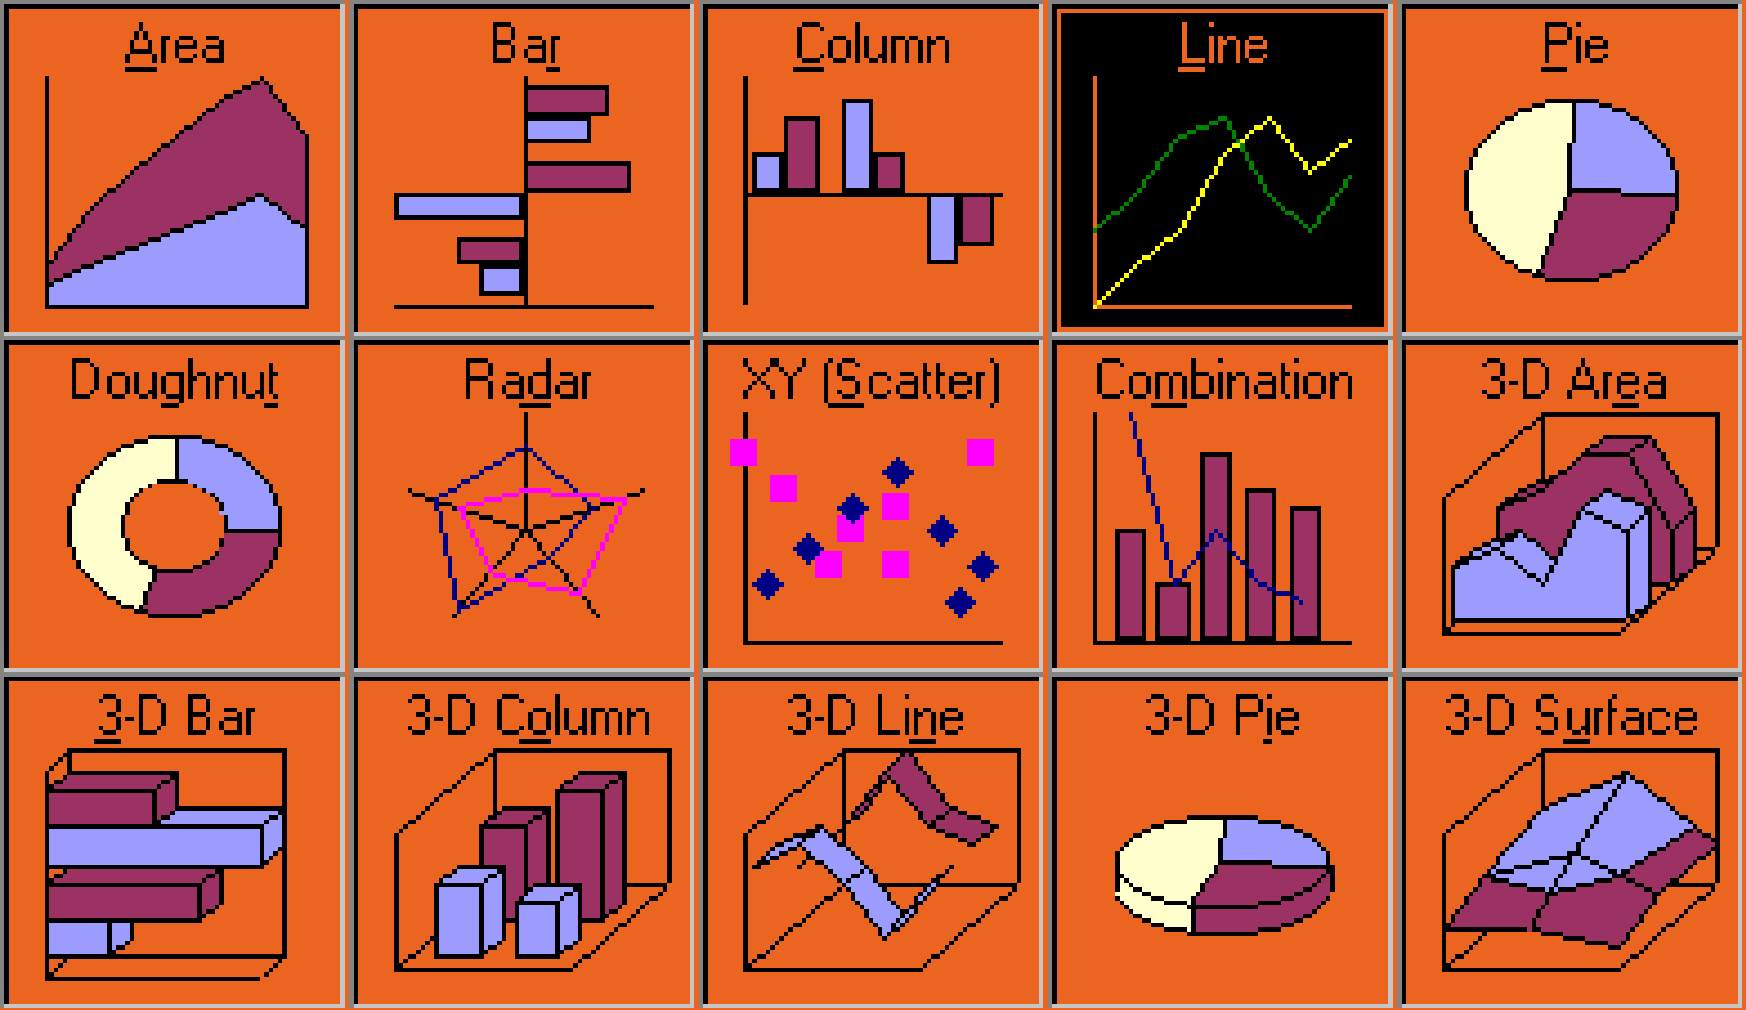 Area
Bar
Column
Line
Pie
Doughnut
Radar
XY (Scatter)
Combination
3-D Area
3-D Bar
3-D Column
3-D Line
3-D Pie
3-D Surface